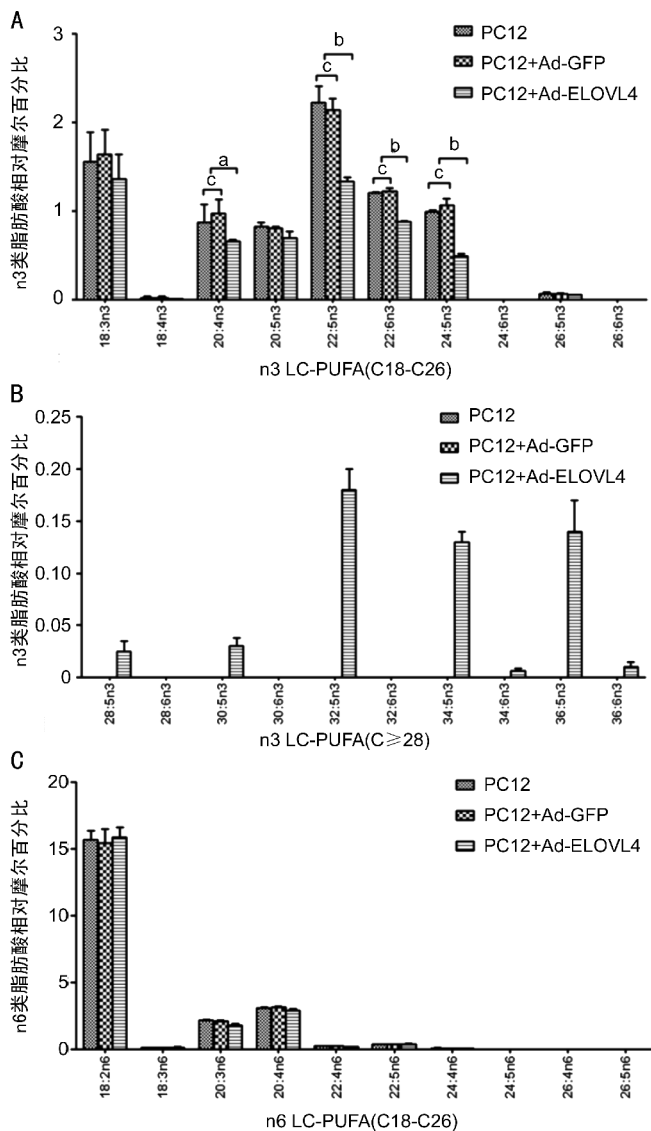 A
n3类脂肪酸相对摩尔百分比
3
2
1
0
PC12
PC12+Ad-GFP
PC12+Ad-ELOVL4
a
c
b
c
b
c
b
c
18:3n3
18:4n3
20:4n3
20:5n3
22:5n3
22:6n3
24:5n3
24:6n3
26:5n3
26:6n3
n3 LC-PUFA(C18-C26)
B
n3类脂肪酸相对摩尔百分比
0.25
0.20
0.15
0.10
0.05
0
PC12
PC12+Ad-GFP
PC12+Ad-ELOVL4
28:5n3
28:6n3
30:5n3
30:6n3
32:5n3
32:6n3
34:5n3
34:6n3
36:5n3
36:6n3
n3 LC-PUFA(C≥28)
C
n6类脂肪酸相对摩尔百分比
20
15
10
5
0
PC12
PC12+Ad-GFP
PC12+Ad-ELOVL4
18:2n6
18:3n6
20:3n6
20:4n6
22:4n6
22:5n6
24:4n6
24:5n6
26:4n6
26:5n6
n6 LC-PUFA(C18-C26)